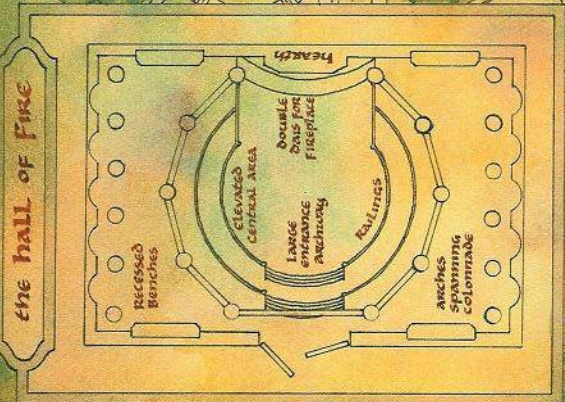 the hall of fire
hearth
Double
Dais for
Fireplace
Elevated
Central Area
Large
Entrance
Archway
Railings
Recessed
Benches
Arches
Spanning
Colonnade